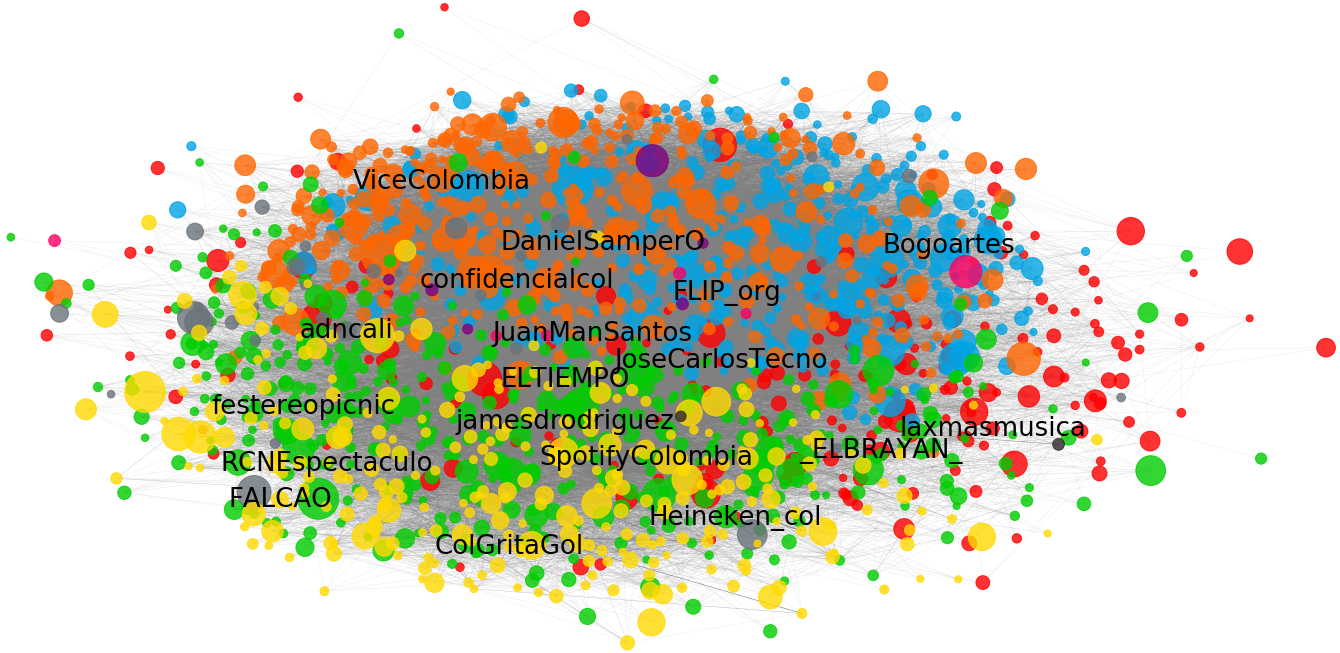 ViceColombia
DanielSamperO
Bogoartes
confidencialcol
FLIP_org
adncali
JuanManSantos
JoseCarlosTecno
ELTIEMPO
festereopicnic
jamesdrodriguez
laxmasmusica
_ELBRAYAN_
SpotifyColombia
RCNEspectaculo
FALCAO
Heineken_col
ColGritaGol